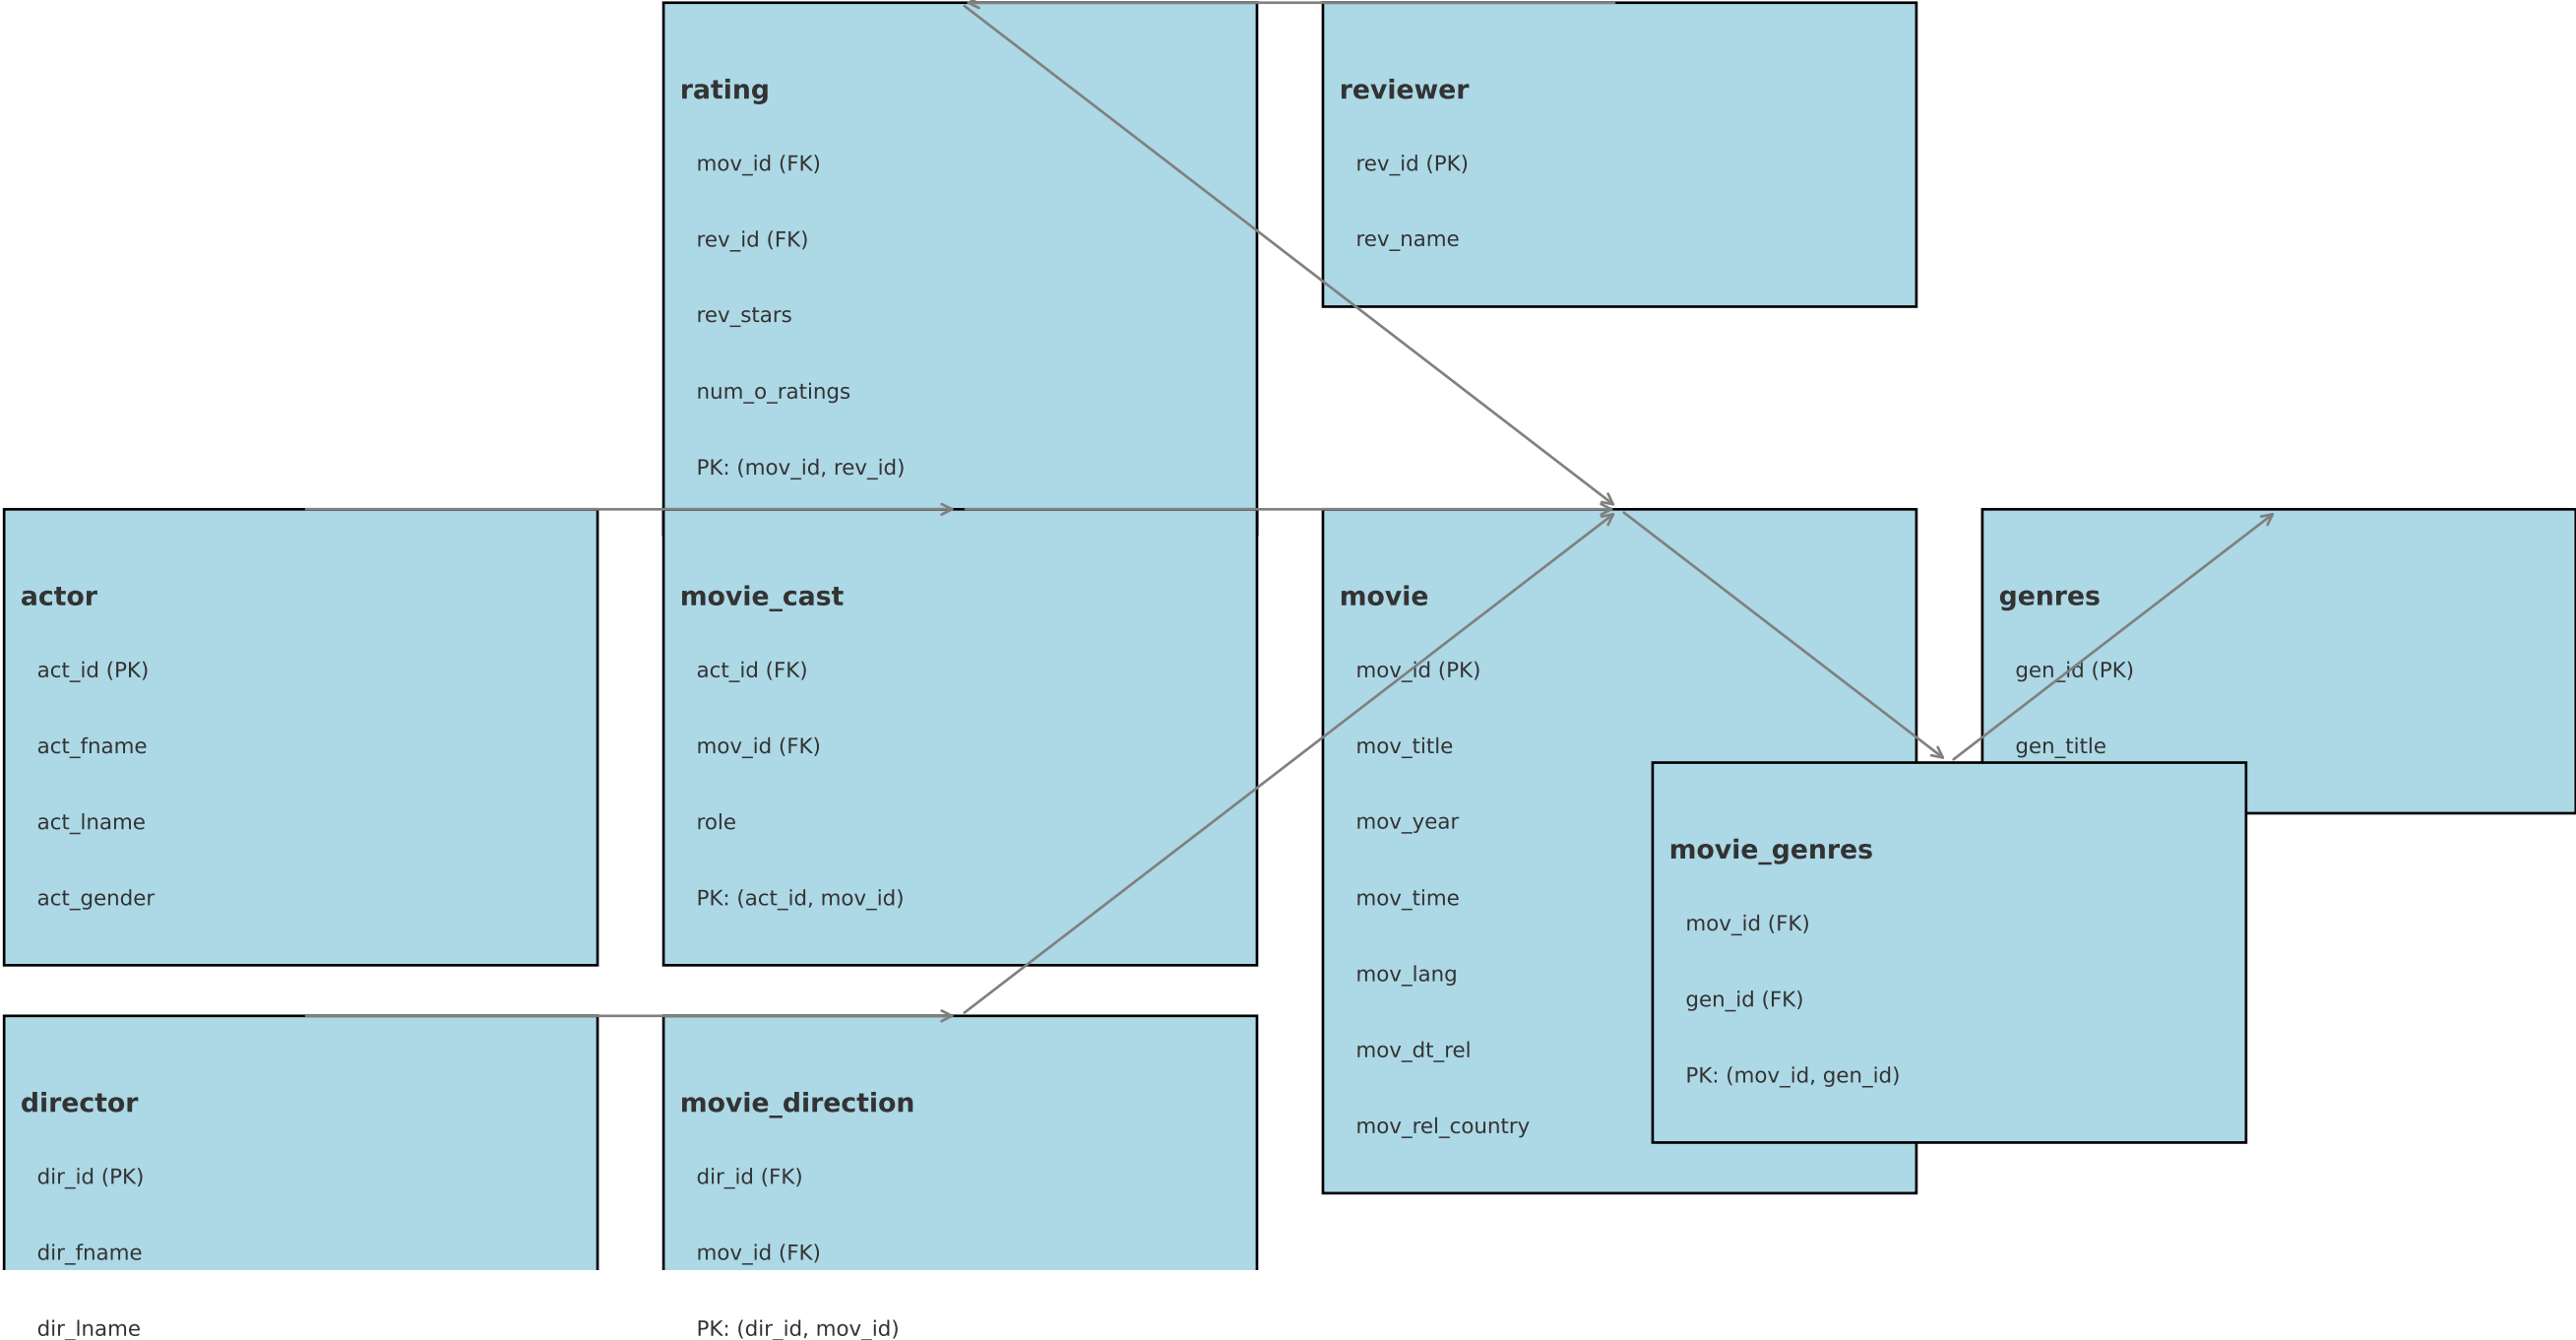 rating
mov_id (FK)
rev_id (FK)
rev_stars
num_o_ratings
PK: (mov_id, rev_id)
reviewer
rev_id (PK)
rev_name
actor
act_id (PK)
act_fname
act_lname
act_gender
movie_cast
act_id (FK)
mov_id (FK)
role
PK: (act_id, mov_id)
movie
mov_id (PK)
mov_title
mov_year
mov_time
mov_lang
mov_dt_rel
mov_rel_country
genres
gen_id (PK)
gen_title
movie_genres
mov_id (FK)
gen_id (FK)
PK: (mov_id, gen_id)
director
dir_id (PK)
dir_fname
dir_lname
movie_direction
dir_id (FK)
mov_id (FK)
PK: (dir_id, mov_id)